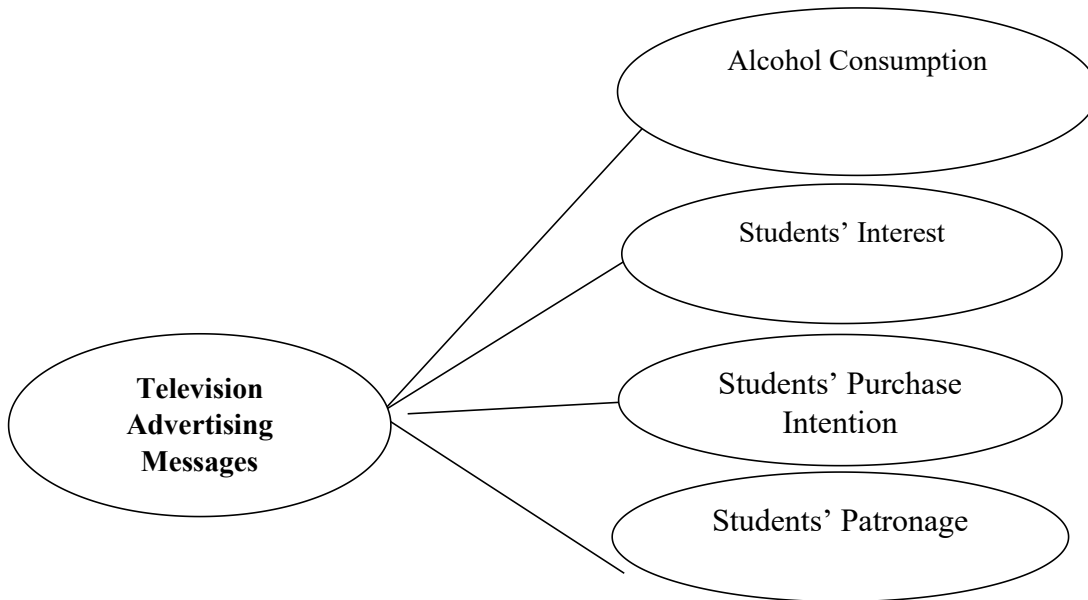 Alcohol Consumption
Students’ Interest
Television
Advertising
Messages
Students’ Purchase
Intention
Students’ Patronage